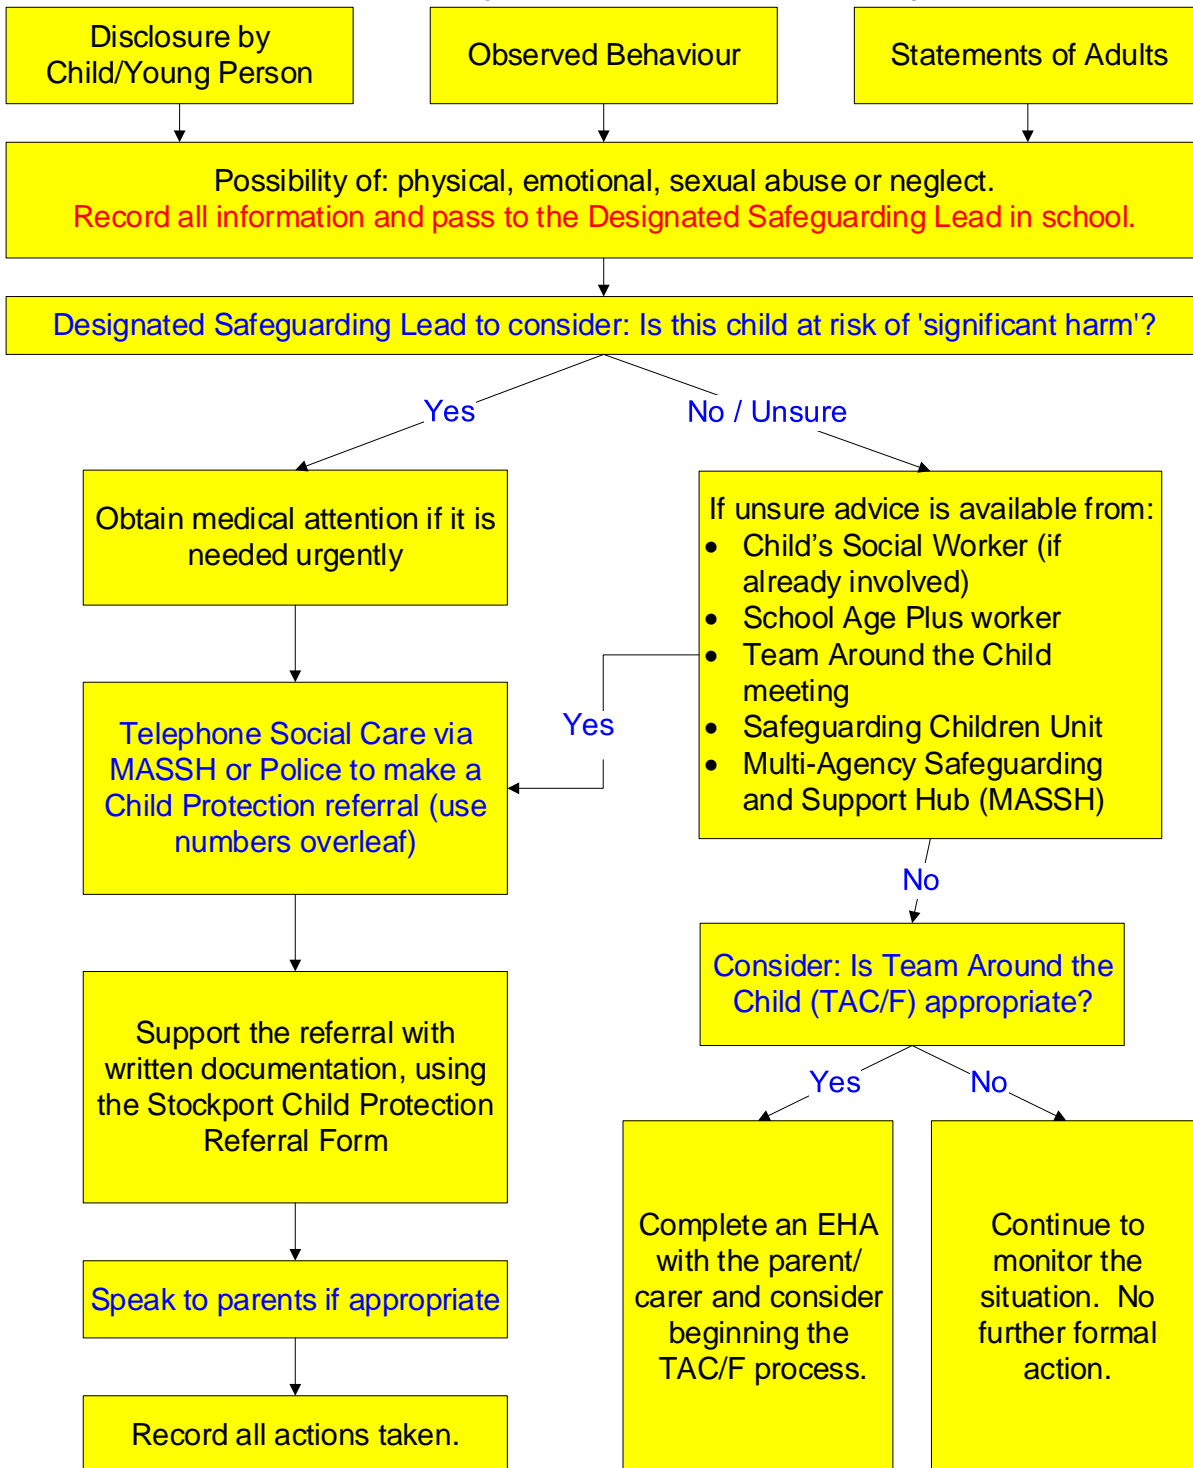 Disclosure by
Child/Young Person
Observed Behaviour
Statements of Adults
Possibility of: physical, emotional, sexual abuse or neglect.
Record all information and pass to the Designated Safeguarding Lead in school.
Designated Safeguarding Lead to consider: Is this child at risk of 'significant harm'?
Yes
No / Unsure
Obtain medical attention if it is
needed urgently
If unsure advice is available from:
• Child’s Social Worker (if
already involved)
• School Age Plus worker
• Team Around the Child
meeting
• Safeguarding Children Unit
• Multi-Agency Safeguarding
and Support Hub (MASSH)
Yes
Telephone Social Care via
MASSH or Police to make a
Child Protection referral (use
numbers overleaf)
No
Consider: Is Team Around the
Child (TAC/F) appropriate?
Support the referral with
written documentation, using
the Stockport Child Protection
Referral Form
Yes
No
Complete an EHA
with the parent/
carer and consider
beginning the
TAC/F process.
Continue to
monitor the
situation.  No
further formal
action.
Speak to parents if appropriate
Record all actions taken.